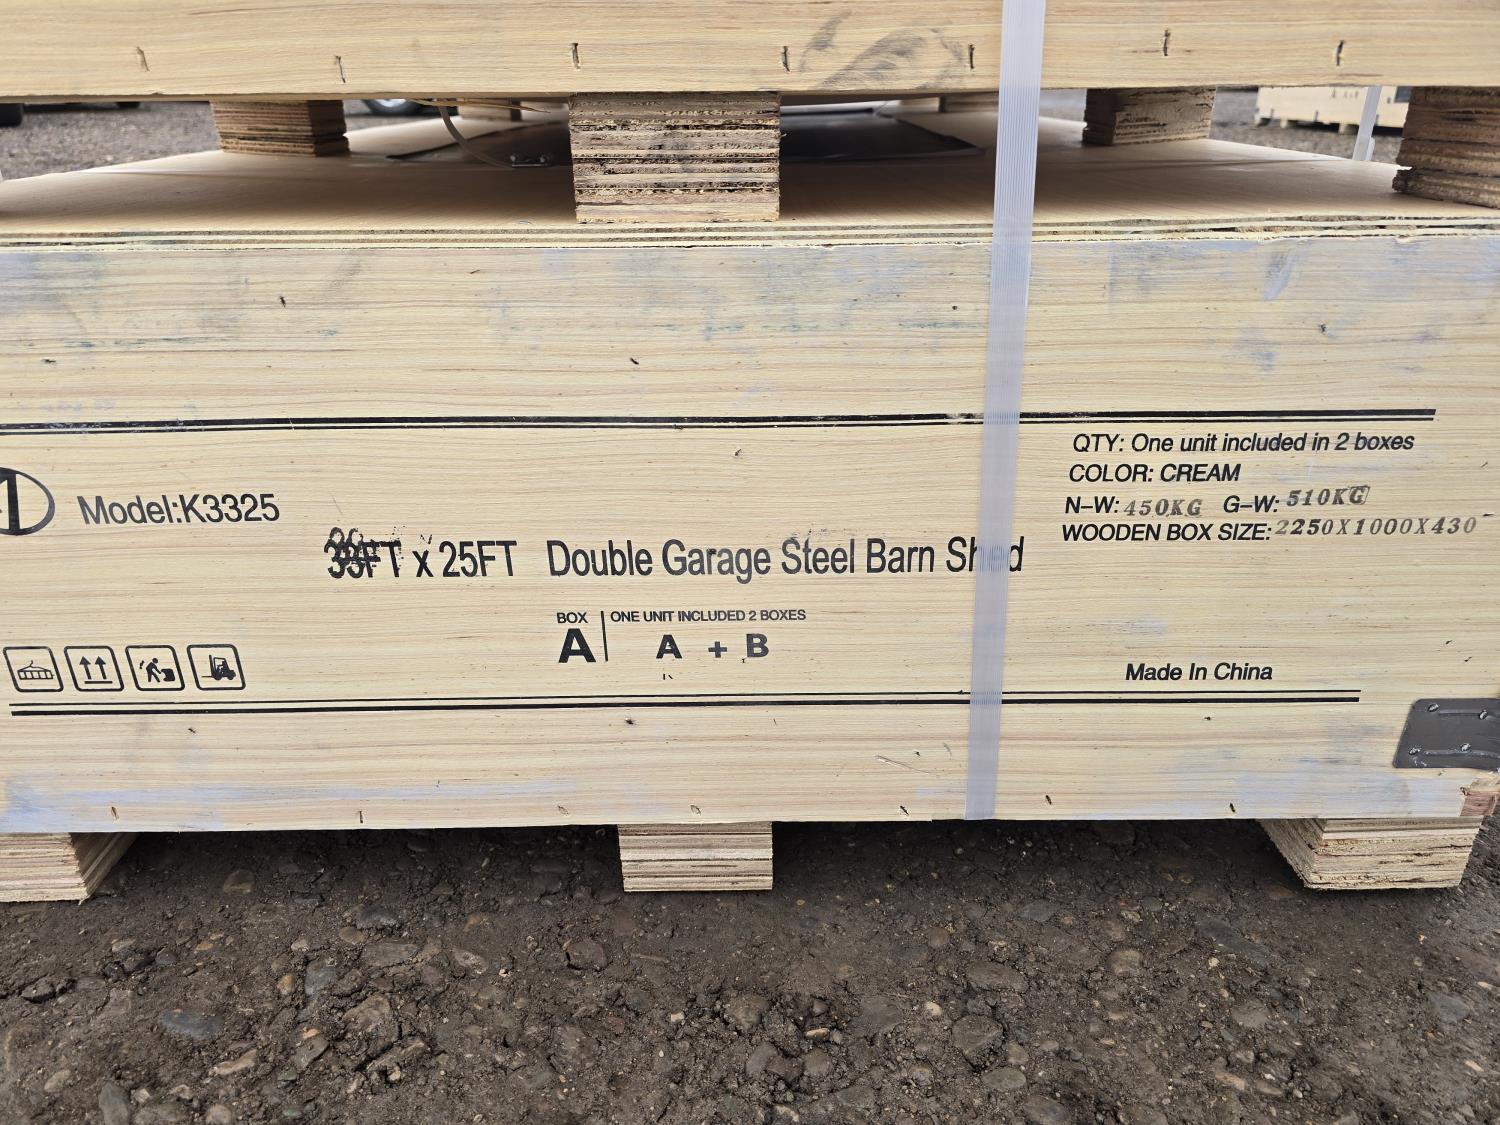 Model:K3325
x 25FT Double Garage Steel Barn Shed
BOX
A
ONE UNIT INCLUDED 2 BOXES
A + B
QTY: One unit included in 2 boxes
COLOR: CREAM
N-W: 450KG G-W: 510KG
WOODEN BOX SIZE: 2250X1000X430
Made In China